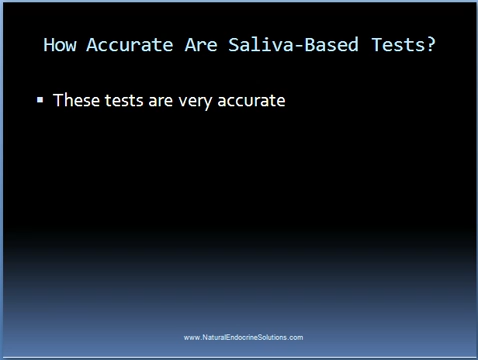 How Accurate Are Saliva-Based Tests?
These tests are very accurate
www.NaturalEndocrineSolutions.com